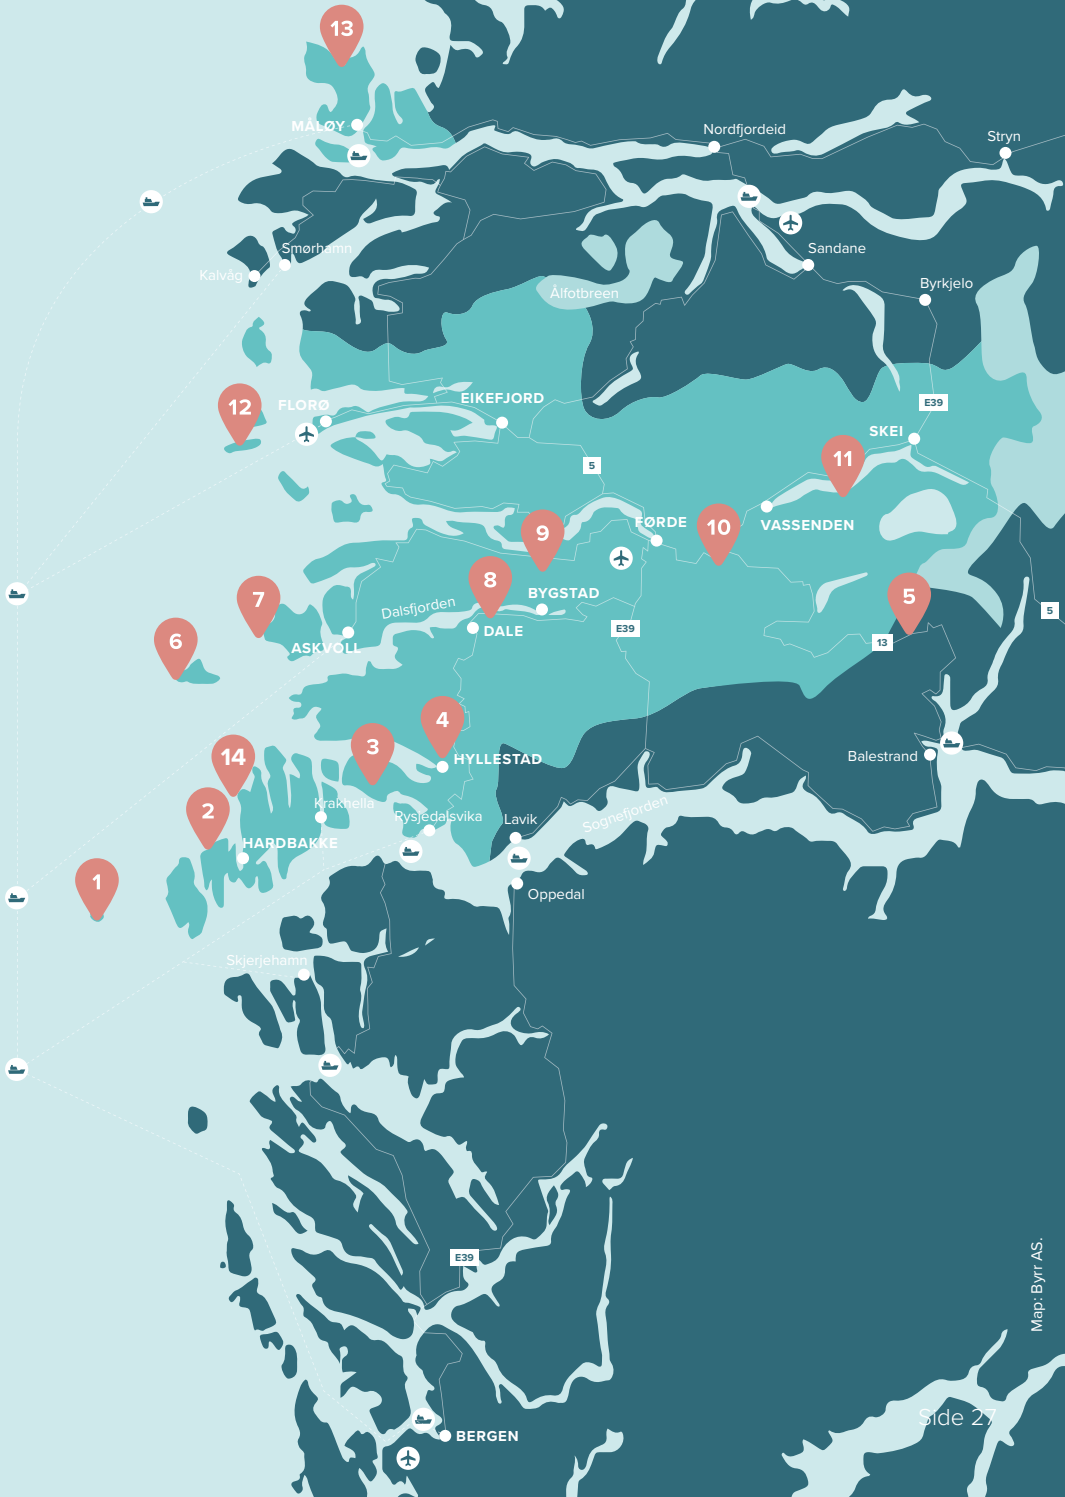 13
MÅLØY
Nordfjordeid
Stryn
Smørhamn
Sandane
Kalvåg
Byrkjelo
Ålfotbreen
12
FLORØ
EIKEFJORD
E39
SKEI
11
5
9
FØRDE
10
VASSENDEN
8
7
BYGSTAD
5
5
Dalsfjorden
6
ASKVOLL
DALE
E39
13
4
3
HYLLESTAD
14
Balestrand
2
Krakhella
Rysjedalsvika
Lavik
Sognefjorden
HARDBAKKE
1
Oppedal
Skjerjehamn
E39
Map: Byrr AS.
Side 27
BERGEN